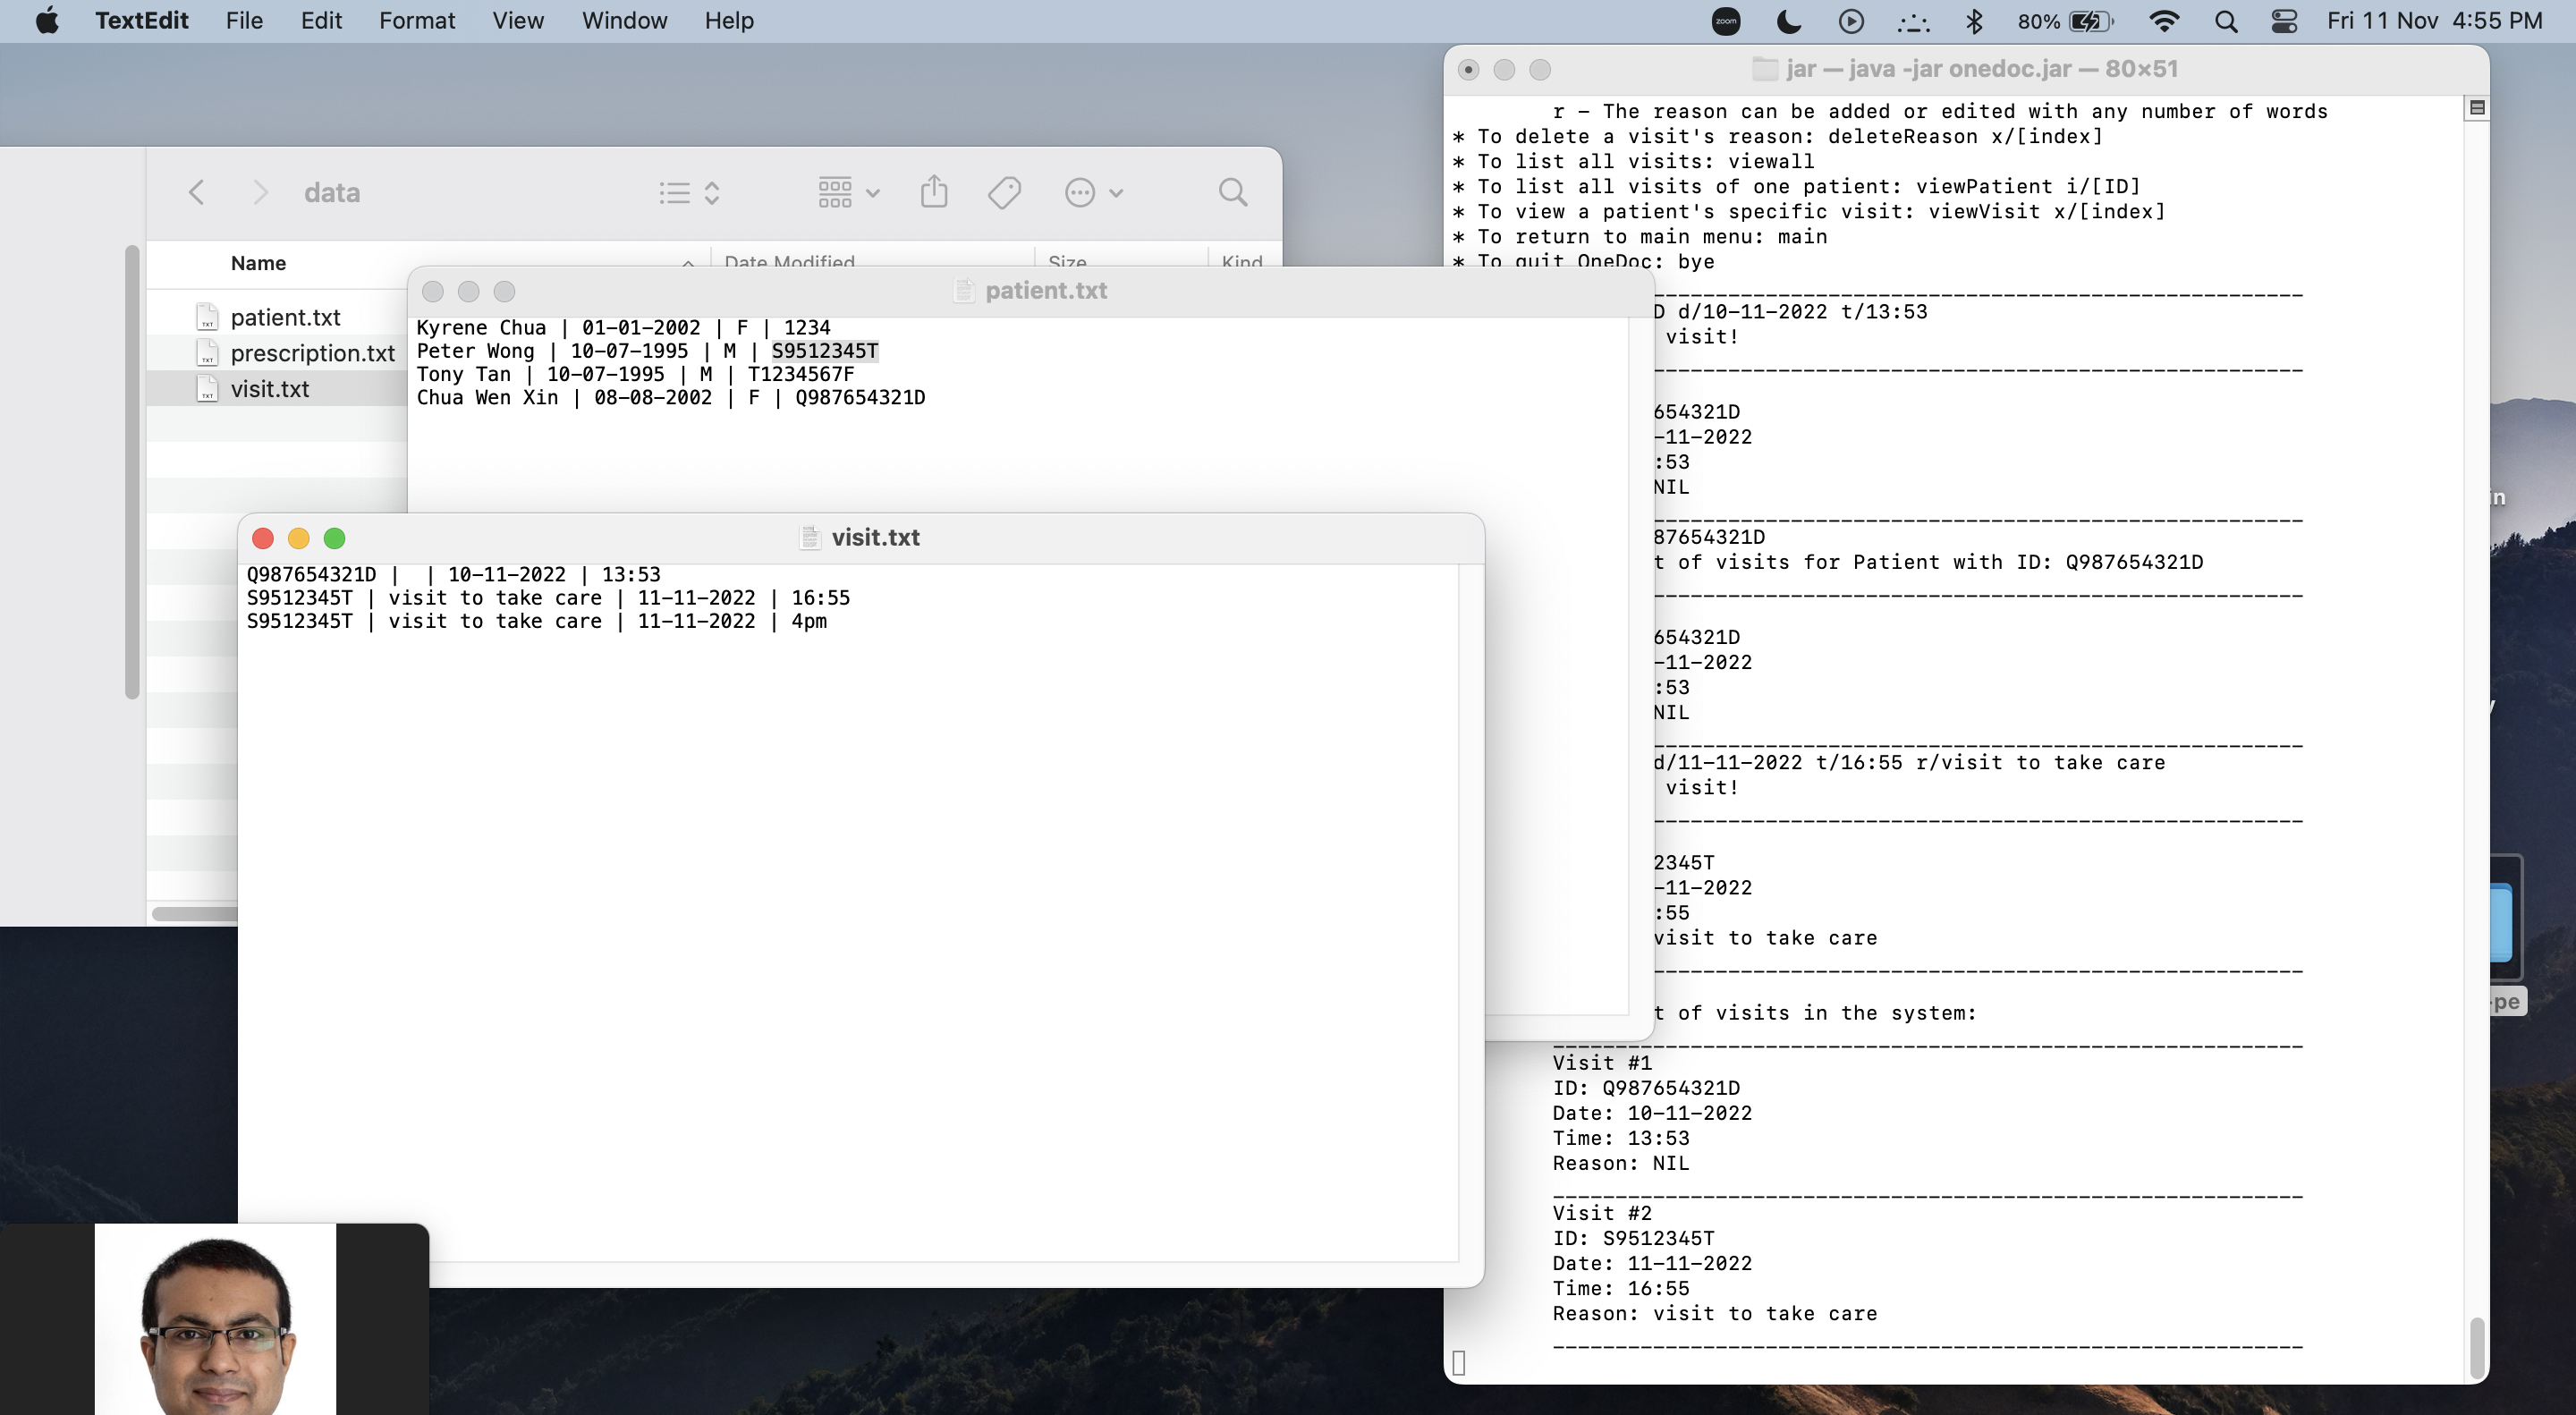 TextEdit File Edit Format View Window Help
zoom 80% Fri 11 Nov 4:55 PM
data
Name Date Modified Size Kind
patient.txt
prescription.txt
visit.txt
patient.txt
Kyrene Chua | 01-01-2002 | F | 1234
Peter Wong | 10-07-1995 | M | S9512345T
Tony Tan | 10-07-1995 | M | T1234567F
Chua Wen Xin | 08-08-2002 | F | Q987654321D
visit.txt
Q987654321D |  | 10-11-2022 | 13:53
S9512345T | visit to take care | 11-11-2022 | 16:55
S9512345T | visit to take care | 11-11-2022 | 4pm
jar — java -jar onedoc.jar — 80×51
r - The reason can be added or edited with any number of words
* To delete a visit's reason: deleteReason x/[index]
* To list all visits: viewall
* To list all visits of one patient: viewPatient i/[ID]
* To view a patient's specific visit: viewVisit x/[index]
* To return to main menu: main
* To quit OneDoc: bye
D d/10-11-2022 t/13:53
visit!
654321D
-11-2022
:53
NIL
87654321D
t of visits for Patient with ID: Q987654321D
654321D
-11-2022
:53
NIL
d/11-11-2022 t/16:55 r/visit to take care
visit!
2345T
-11-2022
:55
visit to take care
t of visits in the system:
Visit #1
ID: Q987654321D
Date: 10-11-2022
Time: 13:53
Reason: NIL
Visit #2
ID: S9512345T
Date: 11-11-2022
Time: 16:55
Reason: visit to take care
in
-pe